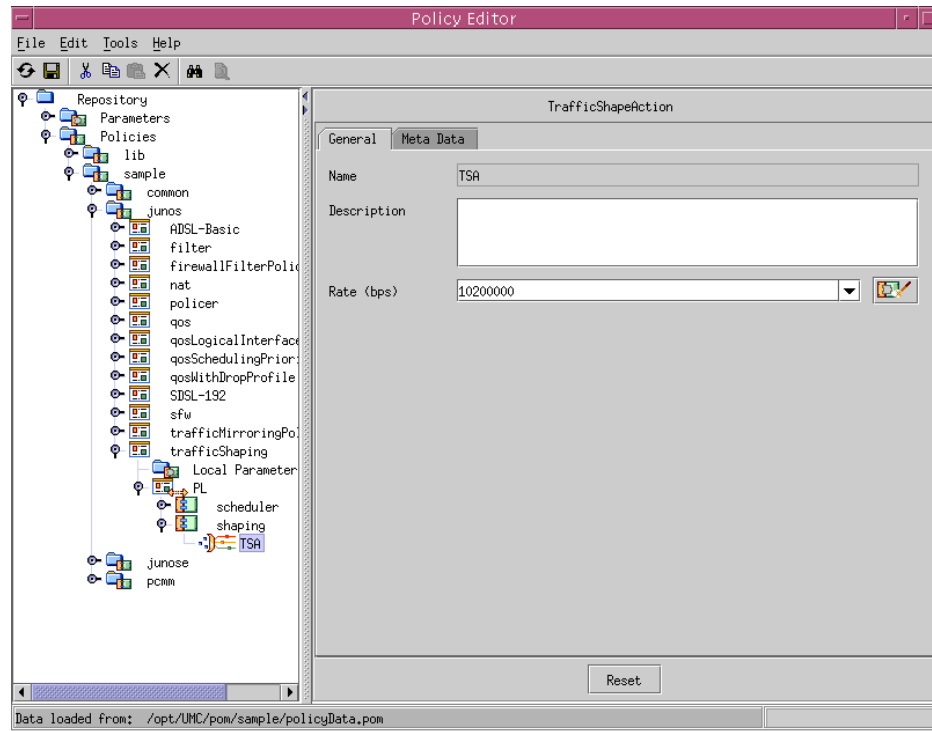 Policy Editor
File Edit Tools Help
Repository
Parameters
Policies
lib
sample
common
junos
ADSL-Basic
filter
firewallFilterPolic
nat
policer
qos
qosLogicalInterface
qosSchedulingPrior
qosWithDropProfile
SDSL-192
sfw
trafficMirroringPol
trafficShaping
Local Parameter
PL
scheduler
shaping
TSA
junose
pcmm
TrafficShapeAction
General Meta Data
Name TSA
Description
Rate (bps) 10200000
Reset
Data loaded from: /opt/UMC/pom/sample/policyData.pom